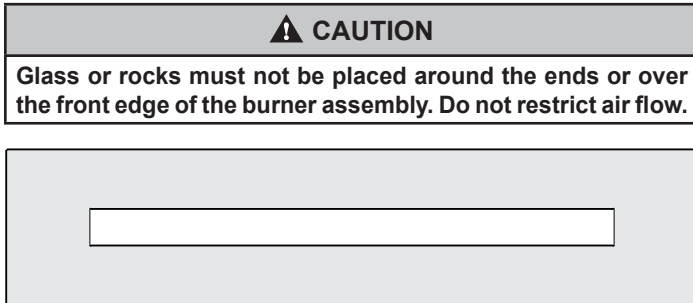 CAUTION
Glass or rocks must not be placed around the ends or over
the front edge of the burner assembly. Do not restrict air flow.